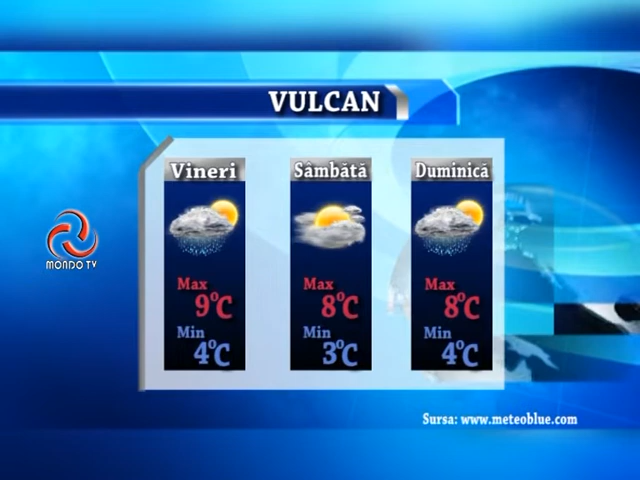 VULCAN
Vineri
Sâmbătă
Duminică
Max
9°C
Min
4°C
Max
8°C
Min
3°C
Max
8°C
Min
4°C
MONDO TV
Sursa: www.meteoblue.com